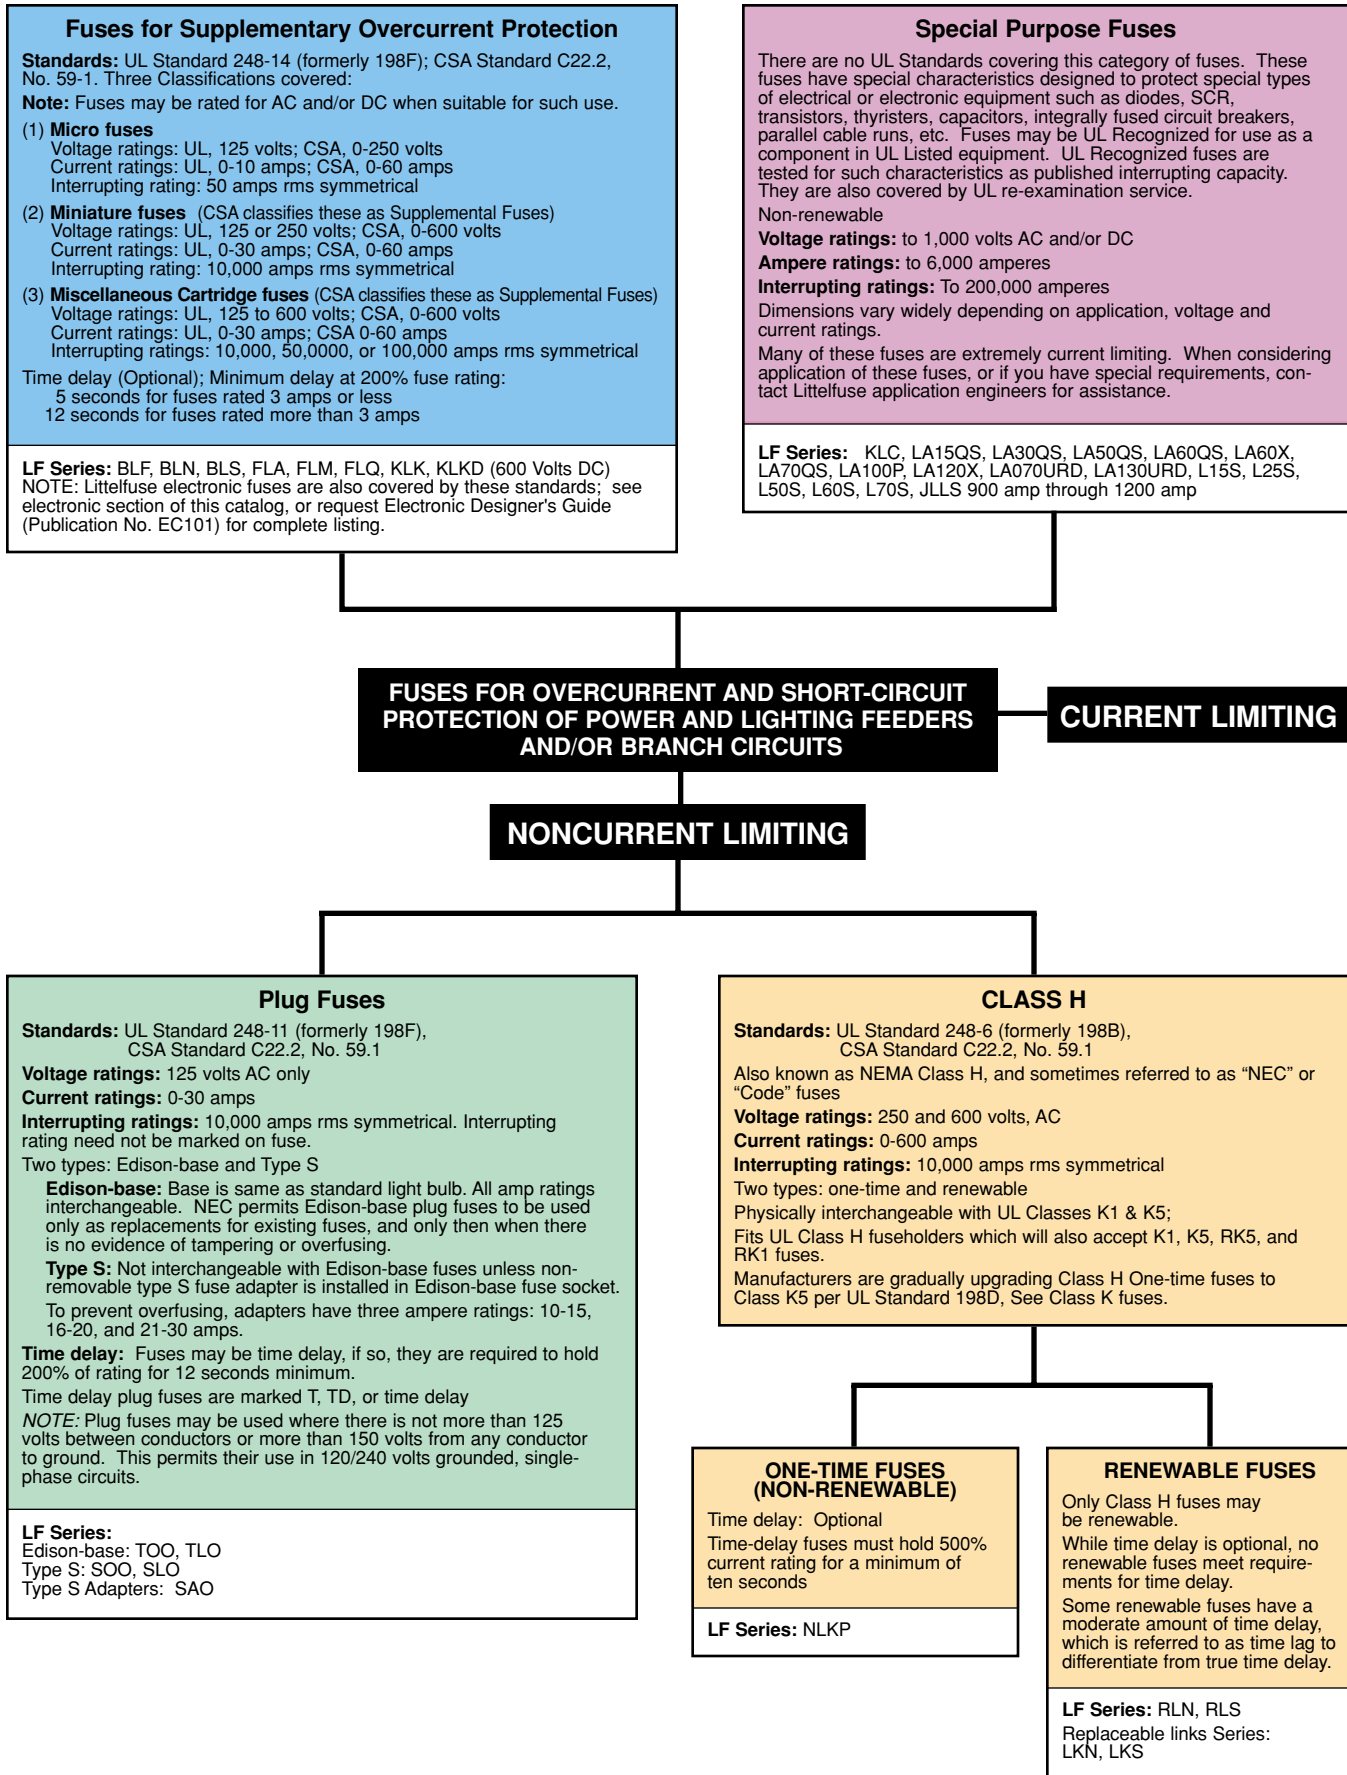 Fuses for Supplementary Overcurrent Protection
Standards: UL Standard 248-14 (formerly 198F); CSA Standard C22.2,
No. 59-1. Three Classifications covered:
Note: Fuses may be rated for AC and/or DC when suitable for such use.
(1) Micro fuses
Voltage ratings: UL, 125 volts; CSA, 0-250 volts
Current ratings: UL, 0-10 amps; CSA, 0-60 amps
Interrupting rating: 50 amps rms symmetrical
(2) Miniature fuses (CSA classifies these as Supplemental Fuses)
Voltage ratings: UL, 125 or 250 volts; CSA, 0-600 volts
Current ratings: UL, 0-30 amps; CSA, 0-60 amps
Interrupting rating: 10,000 amps rms symmetrical
(3) Miscellaneous Cartridge fuses (CSA classifies these as Supplemental Fuses)
Voltage ratings: UL, 125 to 600 volts; CSA, 0-600 volts
Current ratings: UL, 0-30 amps; CSA 0-60 amps
Interrupting ratings: 10,000, 50,0000, or 100,000 amps rms symmetrical
Time delay (Optional); Minimum delay at 200% fuse rating:
5 seconds for fuses rated 3 amps or less
12 seconds for fuses rated more than 3 amps
LF Series: BLF, BLN, BLS, FLA, FLM, FLQ, KLK, KLKD (600 Volts DC)
NOTE: Littelfuse electronic fuses are also covered by these standards; see
electronic section of this catalog, or request Electronic Designer's Guide
(Publication No. EC101) for complete listing.
Special Purpose Fuses
There are no UL Standards covering this category of fuses. These
fuses have special characteristics designed to protect special types
of electrical or electronic equipment such as diodes, SCR,
transistors, thyristers, capacitors, integrally fused circuit breakers,
parallel cable runs, etc. Fuses may be UL Recognized for use as a
component in UL Listed equipment. UL Recognized fuses are
tested for such characteristics as published interrupting capacity.
They are also covered by UL re-examination service.
Non-renewable
Voltage ratings: to 1,000 volts AC and/or DC
Ampere ratings: to 6,000 amperes
Interrupting ratings: To 200,000 amperes
Dimensions vary widely depending on application, voltage and
current ratings.
Many of these fuses are extremely current limiting. When considering
application of these fuses, or if you have special requirements, con-
tact Littelfuse application engineers for assistance.
LF Series: KLC, LA15QS, LA30QS, LA50QS, LA60QS, LA60X,
LA70QS, LA100P, LA120X, LA070URD, LA130URD, L15S, L25S,
L50S, L60S, L70S, JLLS 900 amp through 1200 amp
FUSES FOR OVERCURRENT AND SHORT-CIRCUIT
PROTECTION OF POWER AND LIGHTING FEEDERS
AND/OR BRANCH CIRCUITS
CURRENT LIMITING
NONCURRENT LIMITING
Plug Fuses
Standards: UL Standard 248-11 (formerly 198F),
CSA Standard C22.2, No. 59.1
Voltage ratings: 125 volts AC only
Current ratings: 0-30 amps
Interrupting ratings: 10,000 amps rms symmetrical. Interrupting
rating need not be marked on fuse.
Two types: Edison-base and Type S
Edison-base: Base is same as standard light bulb. All amp ratings
interchangeable. NEC permits Edison-base plug fuses to be used
only as replacements for existing fuses, and only then when there
is no evidence of tampering or overfusing.
Type S: Not interchangeable with Edison-base fuses unless non-
removable type S fuse adapter is installed in Edison-base fuse socket.
To prevent overfusing, adapters have three ampere ratings: 10-15,
16-20, and 21-30 amps.
Time delay: Fuses may be time delay, if so, they are required to hold
200% of rating for 12 seconds minimum.
Time delay plug fuses are marked T, TD, or time delay
NOTE: Plug fuses may be used where there is not more than 125
volts between conductors or more than 150 volts from any conductor
to ground. This permits their use in 120/240 volts grounded, single-
phase circuits.
LF Series:
Edison-base: TOO, TLO
Type S: SOO, SLO
Type S Adapters: SAO
CLASS H
Standards: UL Standard 248-6 (formerly 198B),
CSA Standard C22.2, No. 59.1
Also known as NEMA Class H, and sometimes referred to as “NEC” or
“Code” fuses
Voltage ratings: 250 and 600 volts, AC
Current ratings: 0-600 amps
Interrupting ratings: 10,000 amps rms symmetrical
Two types: one-time and renewable
Physically interchangeable with UL Classes K1 & K5;
Fits UL Class H fuseholders which will also accept K1, K5, RK5, and
RK1 fuses.
Manufacturers are gradually upgrading Class H One-time fuses to
Class K5 per UL Standard 198D, See Class K fuses.
ONE-TIME FUSES
(NON-RENEWABLE)
Time delay: Optional
Time-delay fuses must hold 500%
current rating for a minimum of
ten seconds
LF Series: NLKP
RENEWABLE FUSES
Only Class H fuses may
be renewable.
While time delay is optional, no
renewable fuses meet require-
ments for time delay.
Some renewable fuses have a
moderate amount of time delay,
which is referred to as time lag to
differentiate from true time delay.
LF Series: RLN, RLS
Replaceable links Series:
LKN, LKS